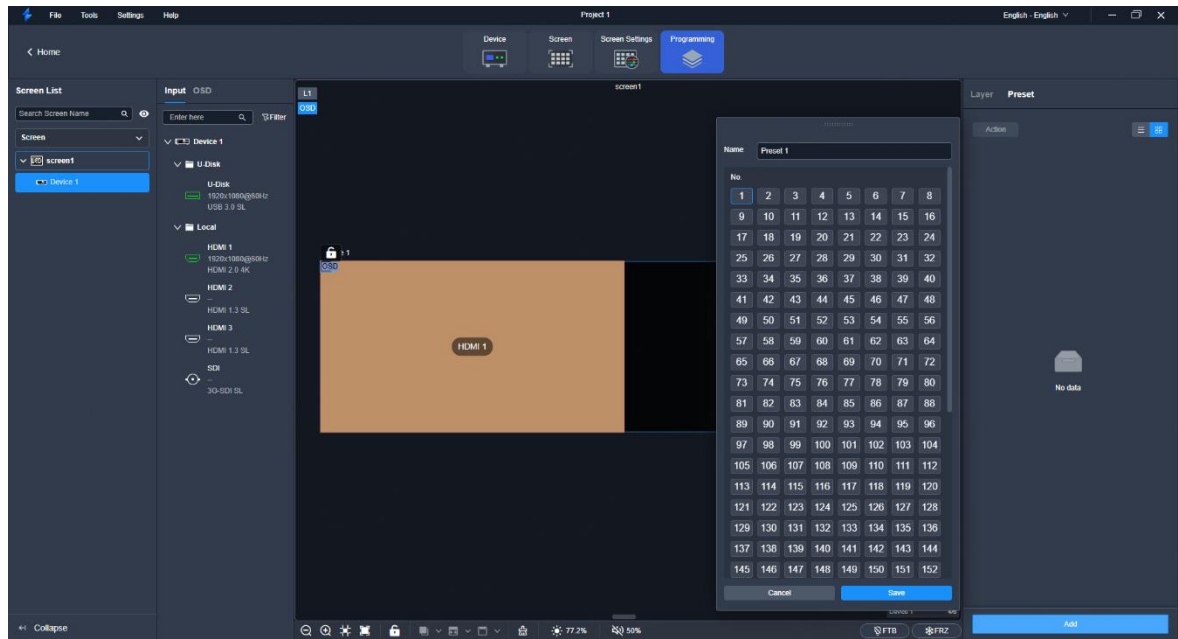 File Tools Settings Help Project 1 English - English
< Home
Device Screen Screen Settings Programming
Screen List
Search Screen Name
Screen
screen1
Device 1
Input OSD
Enter here Filter
Device 1
U-Disk
U-Disk
1920x1080@60Hz
USB 3.0 SL
Local
HDMI 1
1920x1080@60Hz
HDMI 2.0 4K
HDMI 2
--
HDMI 1.3 SL
HDMI 3
--
HDMI 1.3 SL
SDI
--
3G-SDI SL
L1
OSD
screen1
OSD
HDMI 1
Name Preset 1
No.
1 2 3 4 5 6 7 8
9 10 11 12 13 14 15 16
17 18 19 20 21 22 23 24
25 26 27 28 29 30 31 32
33 34 35 36 37 38 39 40
41 42 43 44 45 46 47 48
49 50 51 52 53 54 55 56
57 58 59 60 61 62 63 64
65 66 67 68 69 70 71 72
73 74 75 76 77 78 79 80
81 82 83 84 85 86 87 88
89 90 91 92 93 94 95 96
97 98 99 100 101 102 103 104
105 106 107 108 109 110 111 112
113 114 115 116 117 118 119 120
121 122 123 124 125 126 127 128
129 130 131 132 133 134 135 136
137 138 139 140 141 142 143 144
145 146 147 148 149 150 151 152
Cancel Save
Layer Preset
Action
No data
Add
Collapse
77.2% 50% FTB FRZ